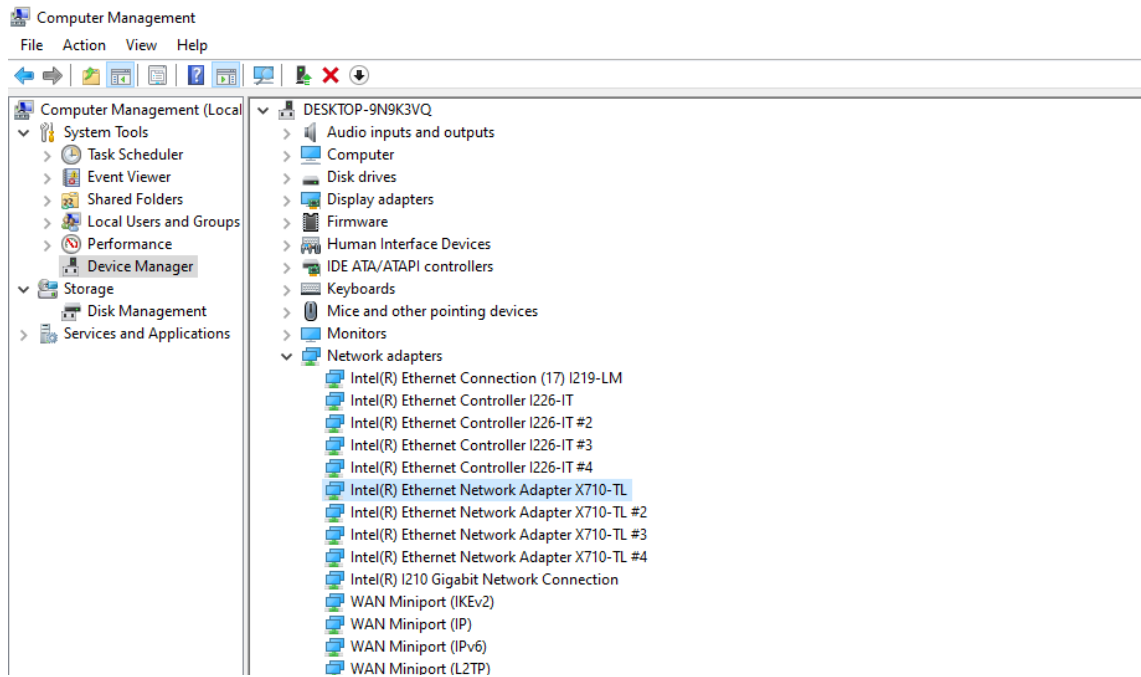 Computer Management
File Action View Help
Computer Management (Local
System Tools
Task Scheduler
Event Viewer
Shared Folders
Local Users and Groups
Performance
Device Manager
Storage
Disk Management
Services and Applications
DESKTOP-9N9K3VQ
Audio inputs and outputs
Computer
Disk drives
Display adapters
Firmware
Human Interface Devices
IDE ATA/ATAPI controllers
Keyboards
Mice and other pointing devices
Monitors
Network adapters
Intel(R) Ethernet Connection (17) I219-LM
Intel(R) Ethernet Controller I226-IT
Intel(R) Ethernet Controller I226-IT #2
Intel(R) Ethernet Controller I226-IT #3
Intel(R) Ethernet Controller I226-IT #4
Intel(R) Ethernet Network Adapter X710-TL
Intel(R) Ethernet Network Adapter X710-TL #2
Intel(R) Ethernet Network Adapter X710-TL #3
Intel(R) Ethernet Network Adapter X710-TL #4
Intel(R) I210 Gigabit Network Connection
WAN Miniport (IKEv2)
WAN Miniport (IP)
WAN Miniport (IPv6)
WAN Miniport (L2TP)